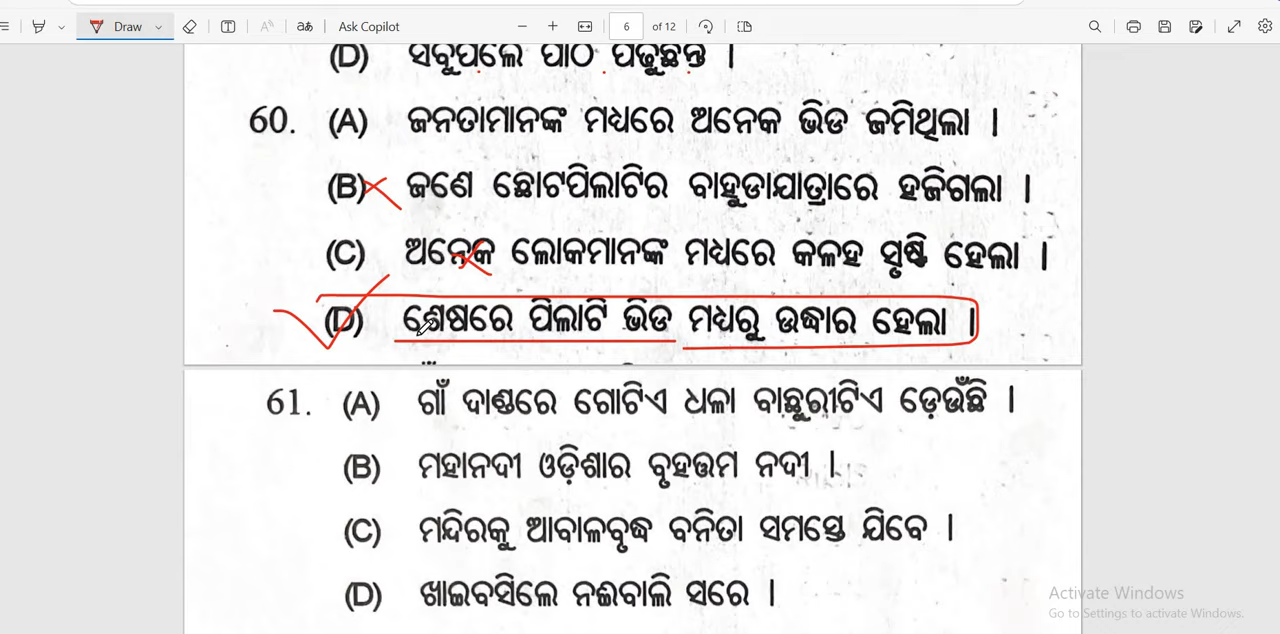 Draw
Ask Copilot
6 of 12
(D) ସବୁପିଲେ ପାଠ ପଢୁଛନ୍ତି ।
60. (A) ଜନତାମାନଙ୍କ ମଧ୍ୟରେ ଅନେକ ଭିଡ ଜମିଥିଲା ।
(B) ଜଣେ ଛୋଟପିଲାଟିର ବାହୁଡାଯାତ୍ରାରେ ହଜିଗଲା ।
(C) ଅନେକ ଲୋକମାନଙ୍କ ମଧ୍ୟରେ କଳହ ସୃଷ୍ଟି ହେଲା ।
(D) ଶେଷରେ ପିଲାଟି ଭିଡ ମଧ୍ୟରୁ ଉଦ୍ଧାର ହେଲା ।
61. (A) ଗାଁ ଦାଣ୍ଡରେ ଗୋଟିଏ ଧଳା ବାଛୁରୀଟିଏ ଡ଼େଉଁଛି ।
(B) ମହାନଦୀ ଓଡ଼ିଶାର ବୃହତ୍ତମ ନଦୀ ।
(C) ମନ୍ଦିରକୁ ଆବାଳବୃଦ୍ଧ ବନିତା ସମସ୍ତେ ଯିବେ ।
(D) ଖାଇବସିଲେ ନଈବାଲି ସରେ ।
Activate Windows
Go to Settings to activate Windows.